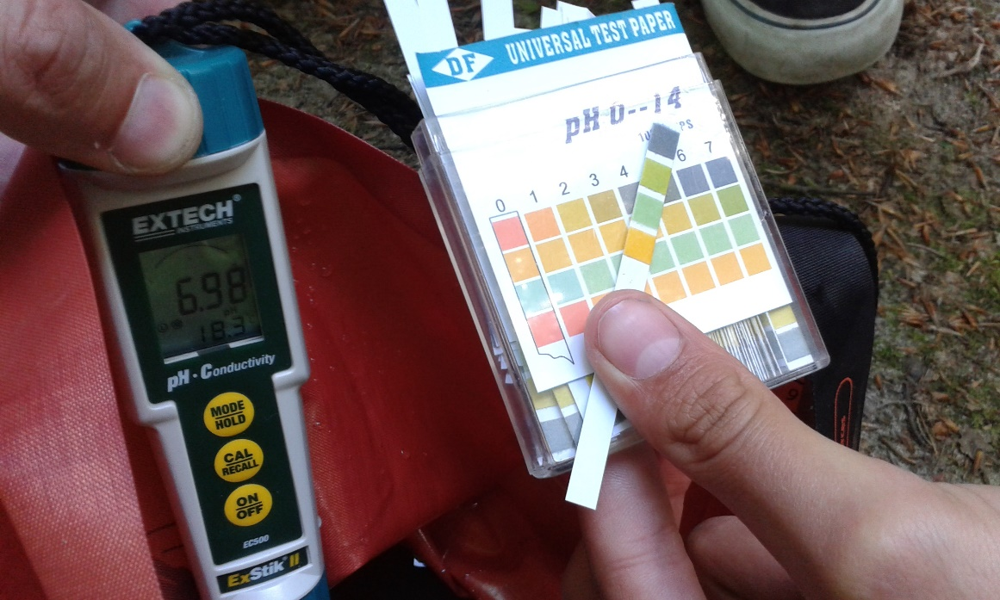 EXTECH®
INSTRUMENTS
6.98
pH
18.3
pH · Conductivity
MODE
HOLD
CAL
RECALL
ON
OFF
EC500
ExStik® II
DF UNIVERSAL TEST PAPER
pH 0--14
0 1 2 3 4 6 7